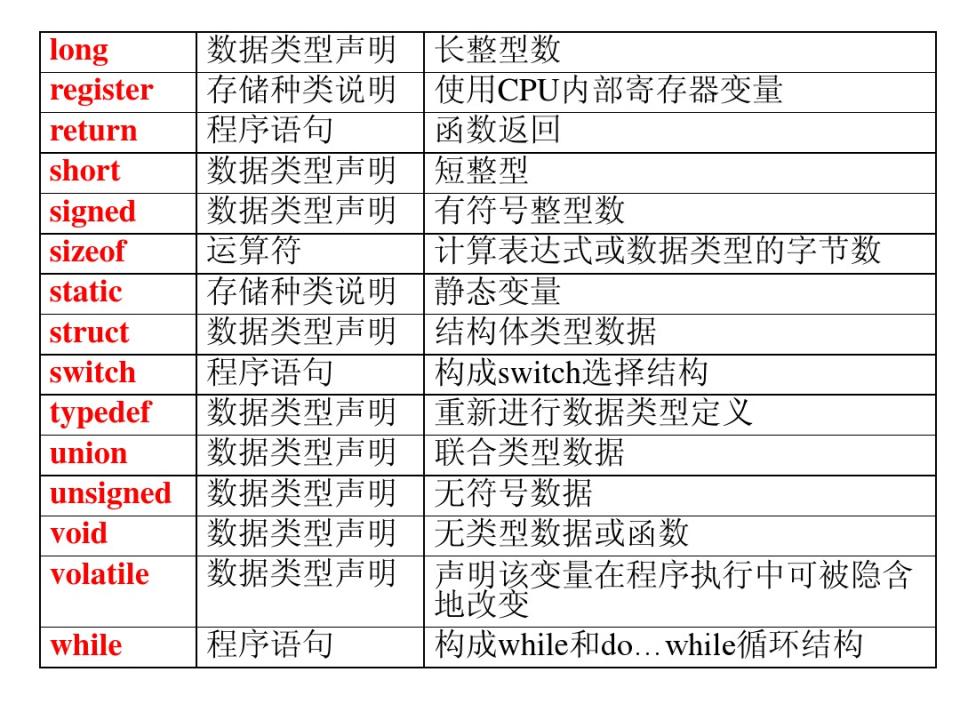 long 数据类型声明 长整型数
register 存储种类说明 使用CPU内部寄存器变量
return 程序语句 函数返回
short 数据类型声明 短整型
signed 数据类型声明 有符号整型数
sizeof 运算符 计算表达式或数据类型的字节数
static 存储种类说明 静态变量
struct 数据类型声明 结构体类型数据
switch 程序语句 构成switch选择结构
typedef 数据类型声明 重新进行数据类型定义
union 数据类型声明 联合类型数据
unsigned 数据类型声明 无符号数据
void 数据类型声明 无类型数据或函数
volatile 数据类型声明 声明该变量在程序执行中可被隐含
地改变
while 程序语句 构成while和do…while循环结构